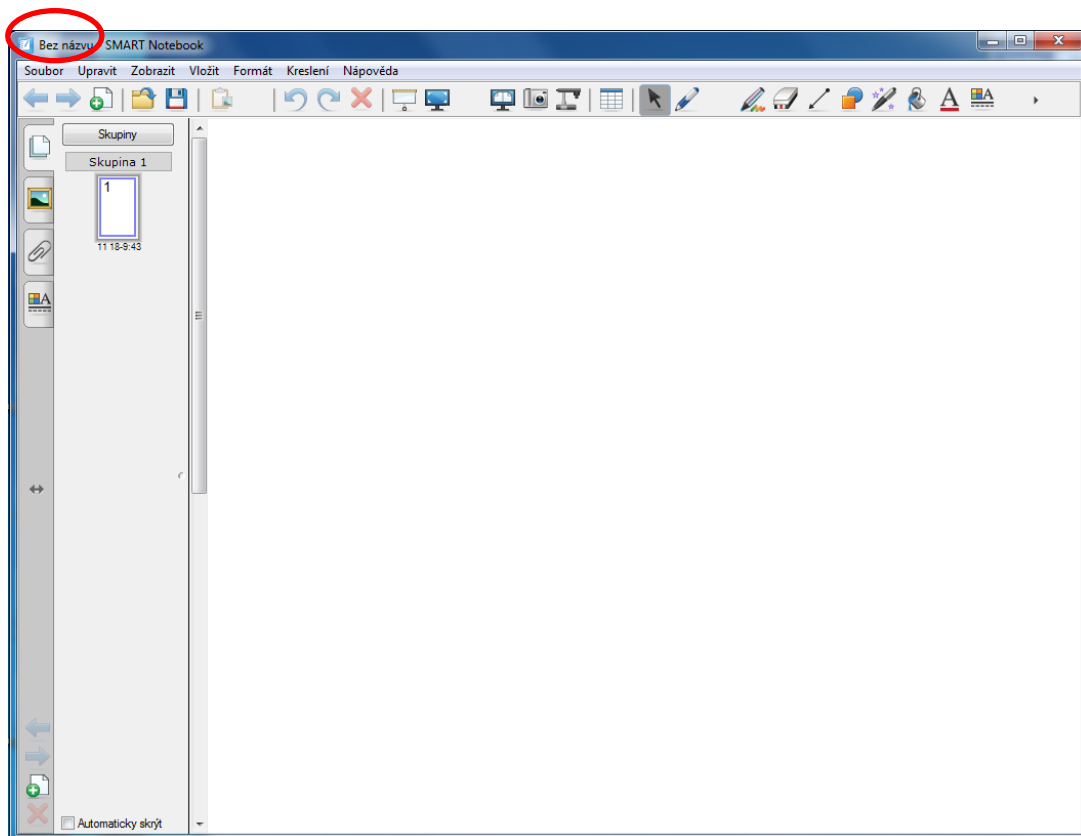 Bez názvu - SMART Notebook
Soubor Upravit Zobrazit Vložit Formát Kreslení Nápověda
Skupiny
Skupina 1
1
11 18-9:43
Automaticky skrýt